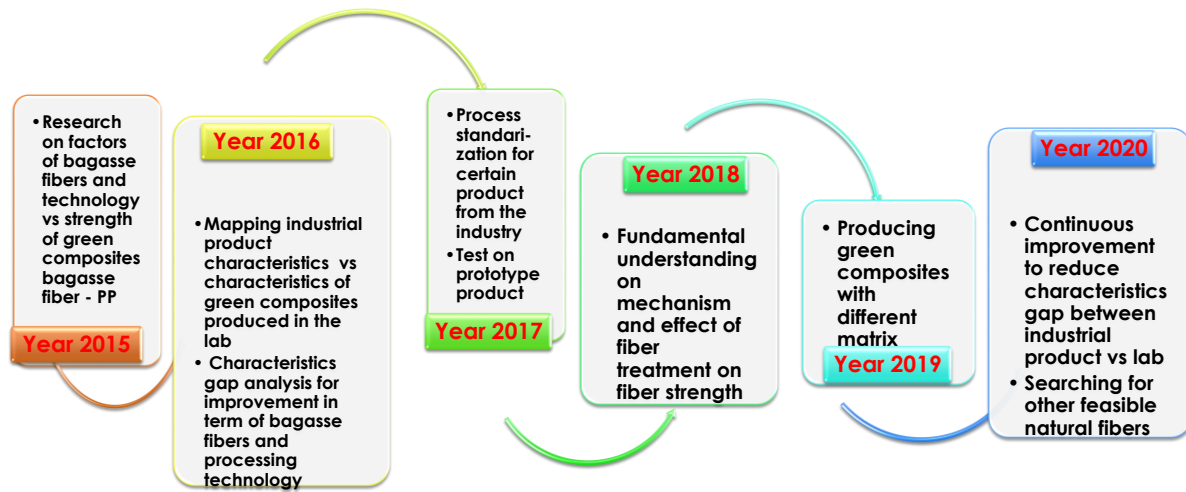 • Research
on factors
of bagasse
fibers and
technology
vs strength
of green
composites
bagasse
fiber - PP
Year 2015
Year 2016
• Mapping industrial
product
characteristics vs
characteristics of
green composites
produced in the
lab
• Characteristics
gap analysis for
improvement in
term of bagasse
fibers and
processing
technology
• Process
standari-
zation for
certain
product
from the
industry
• Test on
prototype
product
Year 2017
Year 2018
• Fundamental
understanding
on
mechanism
and effect of
fiber
treatment on
fiber strength
• Producing
green
composites
with
different
matrix
Year 2019
Year 2020
• Continuous
improvement
to reduce
characteristics
gap between
industrial
product vs lab
• Searching for
other feasible
natural fibers